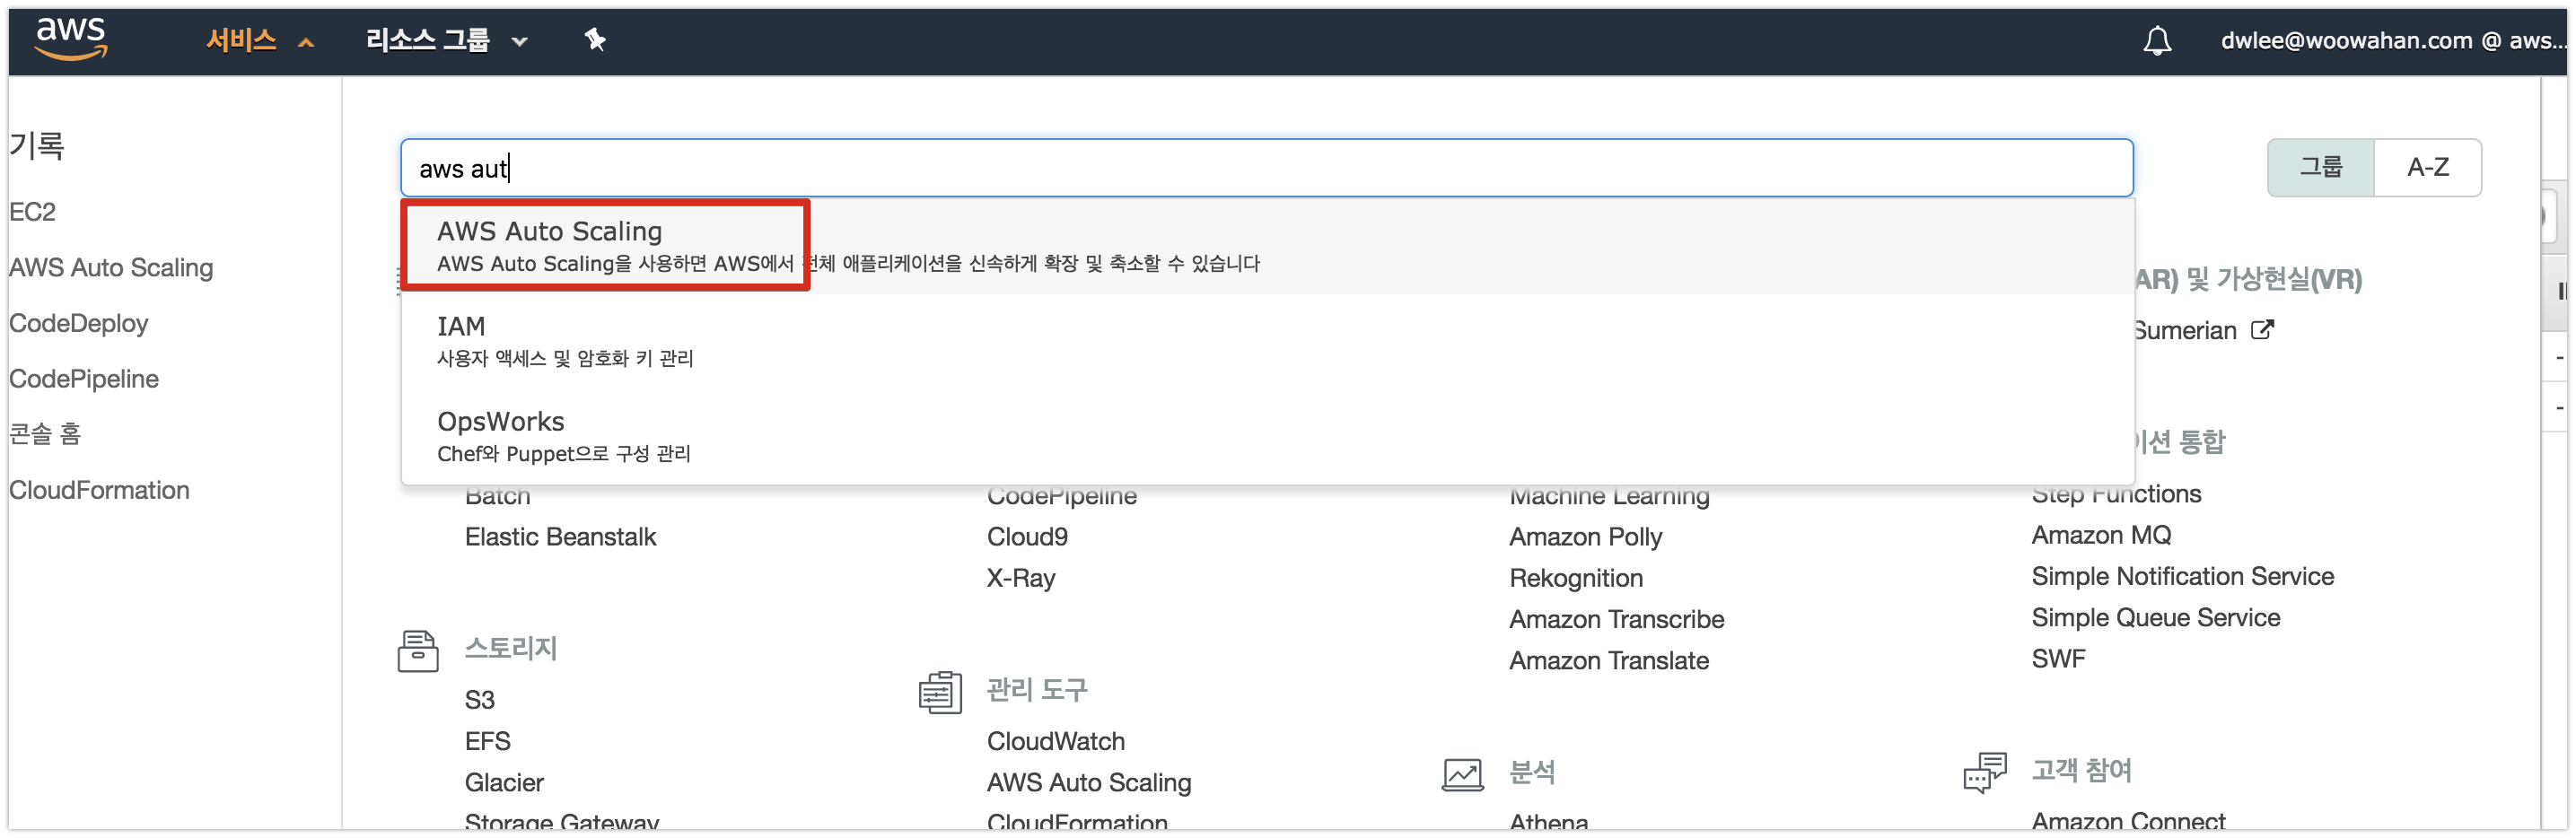 aws 서비스 리소스 그룹 dwlee@woowahan.com @ aws...
기록
EC2
AWS Auto Scaling
CodeDeploy
CodePipeline
콘솔 홈
CloudFormation
aws aut
그룹 A-Z
AWS Auto Scaling
AWS Auto Scaling을 사용하면 AWS에서 전체 애플리케이션을 신속하게 확장 및 축소할 수 있습니다
IAM
사용자 액세스 및 암호화 키 관리
OpsWorks
Chef와 Puppet으로 구성 관리
Batch
Elastic Beanstalk
스토리지
S3
EFS
Glacier
Storage Gateway
CodePipeline
Cloud9
X-Ray
관리 도구
CloudWatch
AWS Auto Scaling
CloudFormation
Machine Learning
Amazon Polly
Rekognition
Amazon Transcribe
Amazon Translate
분석
Athena
AR) 및 가상현실(VR)
Sumerian
이션 통합
Step Functions
Amazon MQ
Simple Notification Service
Simple Queue Service
SWF
고객 참여
Amazon Connect